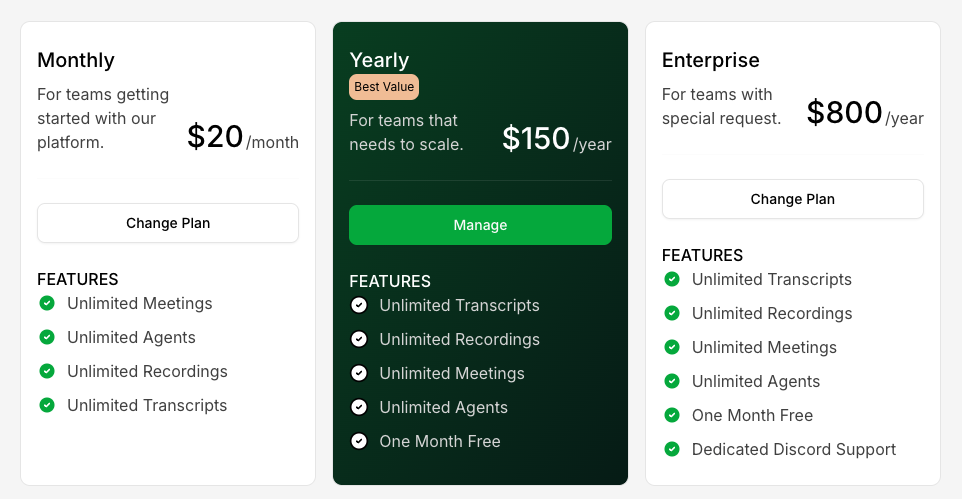 Monthly
For teams getting
started with our
platform.
$20/month
Change Plan
FEATURES
Unlimited Meetings
Unlimited Agents
Unlimited Recordings
Unlimited Transcripts
Yearly
Best Value
For teams that
needs to scale.
$150/year
Manage
FEATURES
Unlimited Transcripts
Unlimited Recordings
Unlimited Meetings
Unlimited Agents
One Month Free
Enterprise
For teams with
special request.
$800/year
Change Plan
FEATURES
Unlimited Transcripts
Unlimited Recordings
Unlimited Meetings
Unlimited Agents
One Month Free
Dedicated Discord Support